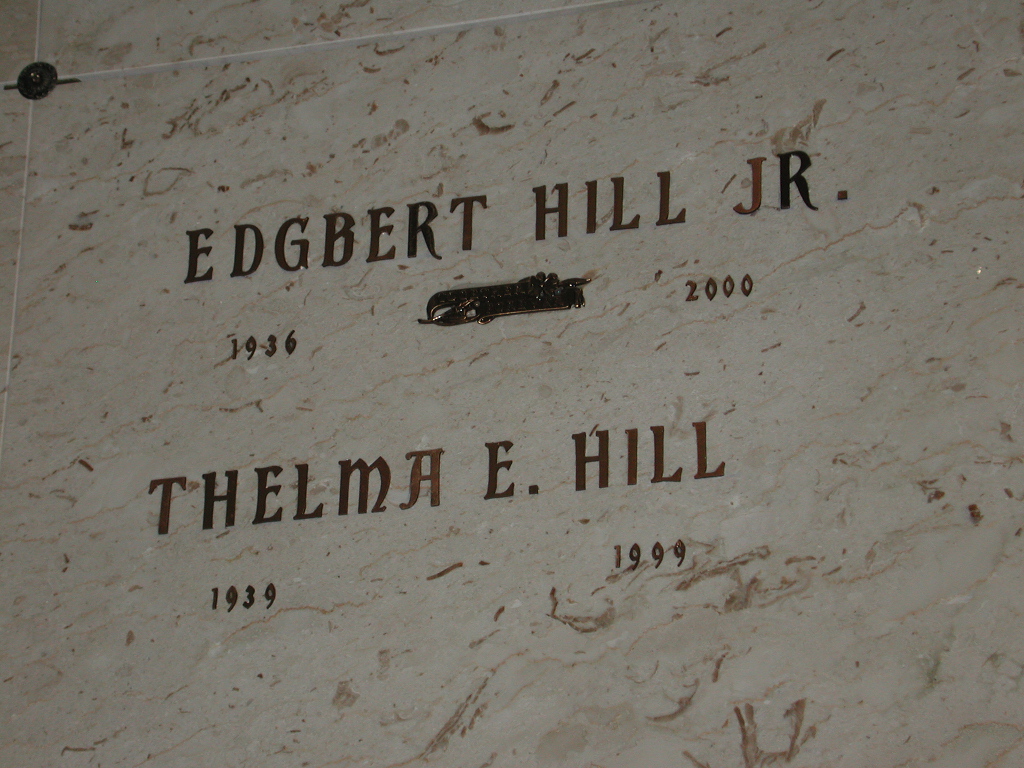 EDGBERT HILL JR.
1936 2000
THELMA E. HILL
1939 1999